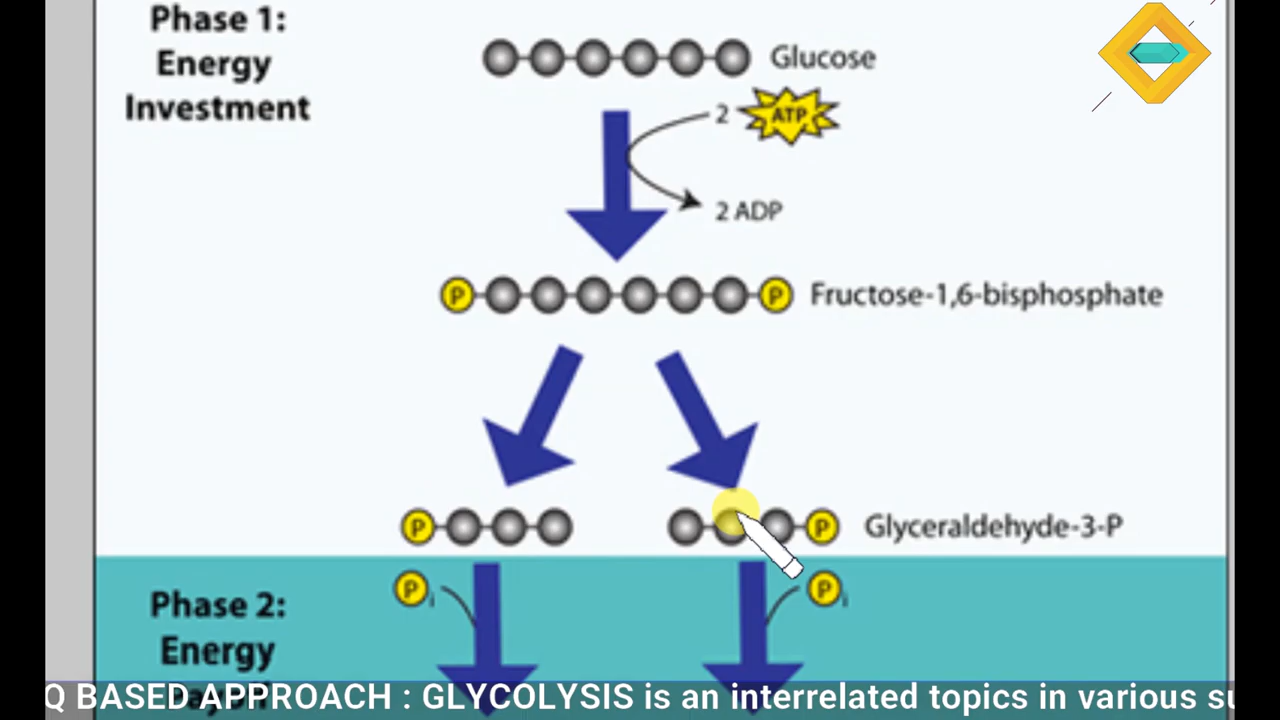 Phase 1:
Energy
Investment
Glucose
2 ATP
2 ADP
P P Fructose-1,6-bisphosphate
P P Glyceraldehyde-3-P
P i P i
Phase 2:
Energy
Q BASED APPROACH : GLYCOLYSIS is an interrelated topics in various